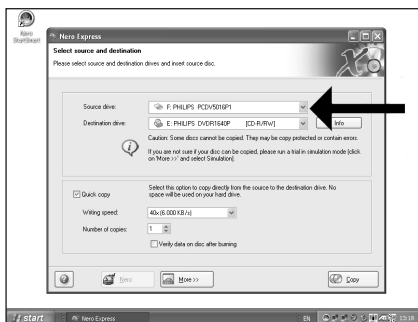 Nero
StartSmart
Nero Express
Select source and destination
Please select source and destination drives and insert source disc.
Source drive:
F: PHILIPS PCDV5016P1
Destination drive:
E: PHILIPS DVDR1640P [CD-R/RW]
Info
Caution: Some discs cannot be copied. They may be copy protected or contain errors.
If you are not sure if your disc can be copied, please run a trial in simulation mode (click
on 'More >>' and select Simulation).
Quick copy
Select this option to copy directly from the source to the destination drive. No
space will be used on your hard drive.
Writing speed:
40x (6.000 KB/s)
Number of copies:
1
Verify data on disc after burning
Nero
More >>
Copy
start
Nero Express
EN
13:18